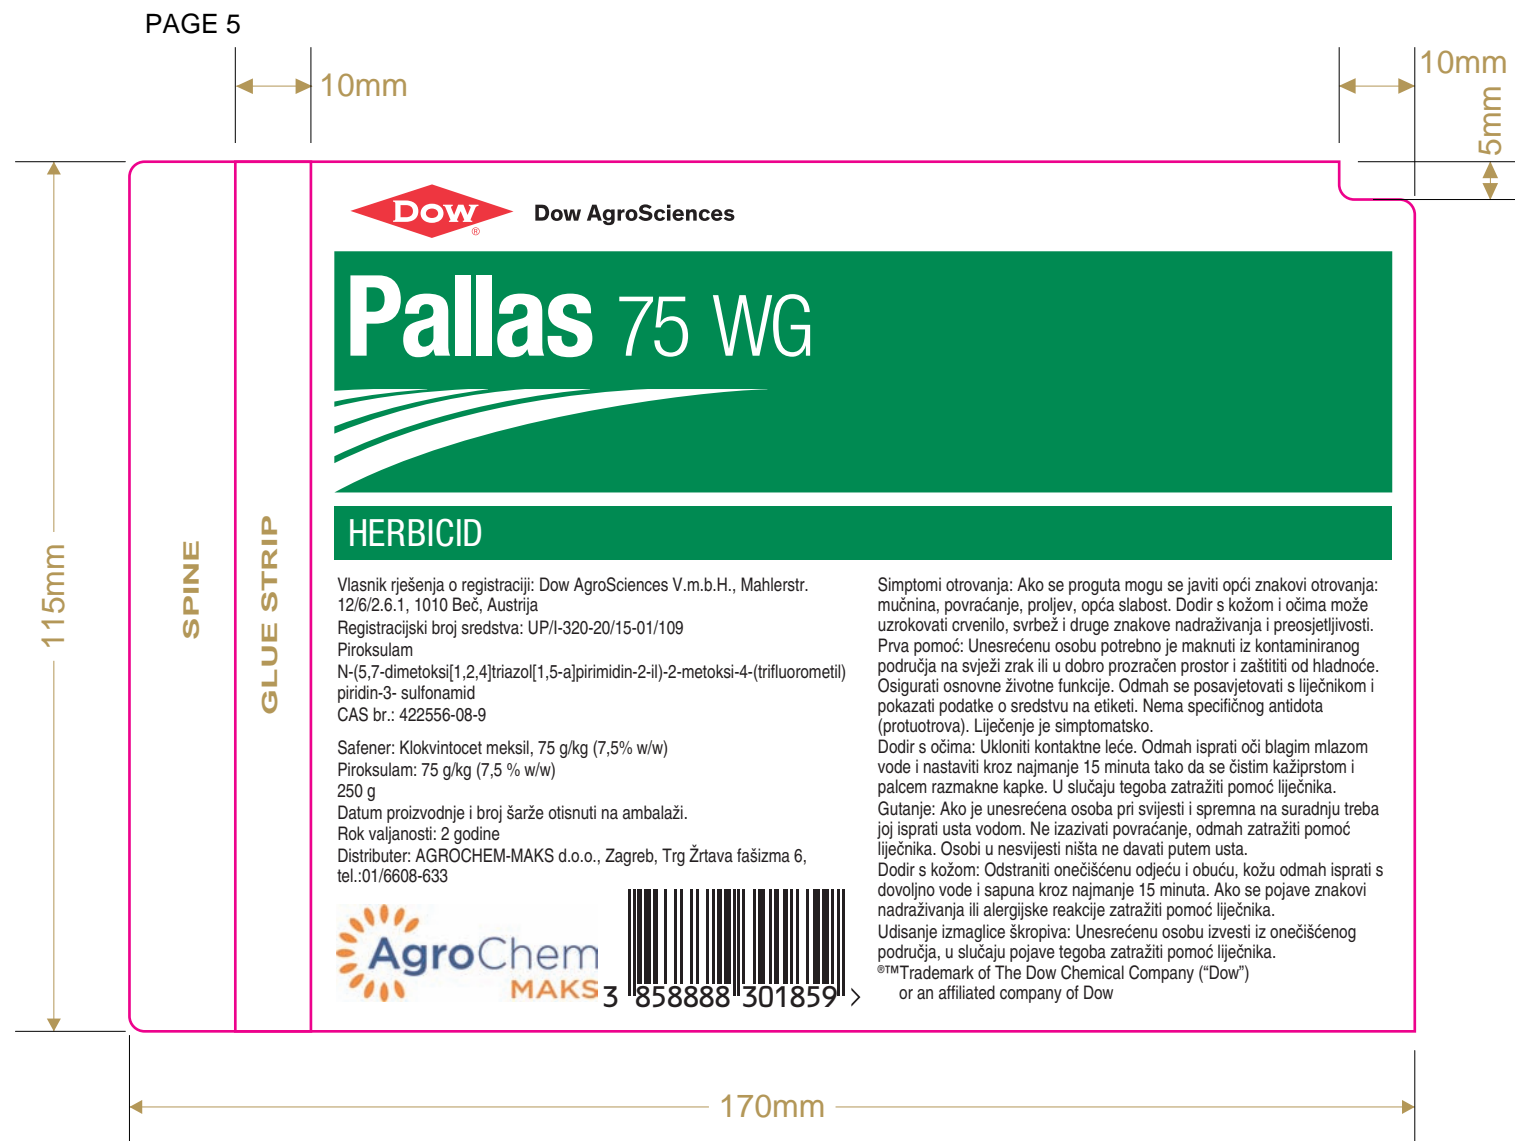 PAGE 5
10mm
10mm
5mm
115mm
SPINE
GLUE STRIP
DOW
®
Dow AgroSciences
Pallas 75 WG
HERBICID
Vlasnik rješenja o registraciji: Dow AgroSciences V.m.b.H., Mahlerstr.
12/6/2.6.1, 1010 Beč, Austrija
Registracijski broj sredstva: UP/I-320-20/15-01/109
Piroksulam
N-(5,7-dimetoksi[1,2,4]triazol[1,5-a]pirimidin-2-il)-2-metoksi-4-(trifluorometil)
piridin-3- sulfonamid
CAS br.: 422556-08-9
Safener: Klokvintocet meksil, 75 g/kg (7,5% w/w)
Piroksulam: 75 g/kg (7,5 % w/w)
250 g
Datum proizvodnje i broj šarže otisnuti na ambalaži.
Rok valjanosti: 2 godine
Distributer: AGROCHEM-MAKS d.o.o., Zagreb, Trg Žrtava fašizma 6,
tel.:01/6608-633
AgroChem
MAKS
3 858888 301859 >
Simptomi otrovanja: Ako se proguta mogu se javiti opći znakovi otrovanja:
mučnina, povraćanje, proljev, opća slabost. Dodir s kožom i očima može
uzrokovati crvenilo, svrbež i druge znakove nadraživanja i preosjetljivosti.
Prva pomoć: Unesrećenu osobu potrebno je maknuti iz kontaminiranog
područja na svježi zrak ili u dobro prozračen prostor i zaštititi od hladnoće.
Osigurati osnovne životne funkcije. Odmah se posavjetovati s liječnikom i
pokazati podatke o sredstvu na etiketi. Nema specifičnog antidota
(protuotrova). Liječenje je simptomatsko.
Dodir s očima: Ukloniti kontaktne leće. Odmah isprati oči blagim mlazom
vode i nastaviti kroz najmanje 15 minuta tako da se čistim kažiprstom i
palcem razmakne kapke. U slučaju tegoba zatražiti pomoć liječnika.
Gutanje: Ako je unesrećena osoba pri svijesti i spremna na suradnju treba
joj isprati usta vodom. Ne izazivati povraćanje, odmah zatražiti pomoć
liječnika. Osobi u nesvijesti ništa ne davati putem usta.
Dodir s kožom: Odstraniti onečišćenu odjeću i obuću, kožu odmah isprati s
dovoljno vode i sapuna kroz najmanje 15 minuta. Ako se pojave znakovi
nadraživanja ili alergijske reakcije zatražiti pomoć liječnika.
Udisanje izmaglice škropiva: Unesrećenu osobu izvesti iz onečišćenog
područja, u slučaju pojave tegoba zatražiti pomoć liječnika.
®™Trademark of The Dow Chemical Company (“Dow”)
or an affiliated company of Dow
170mm